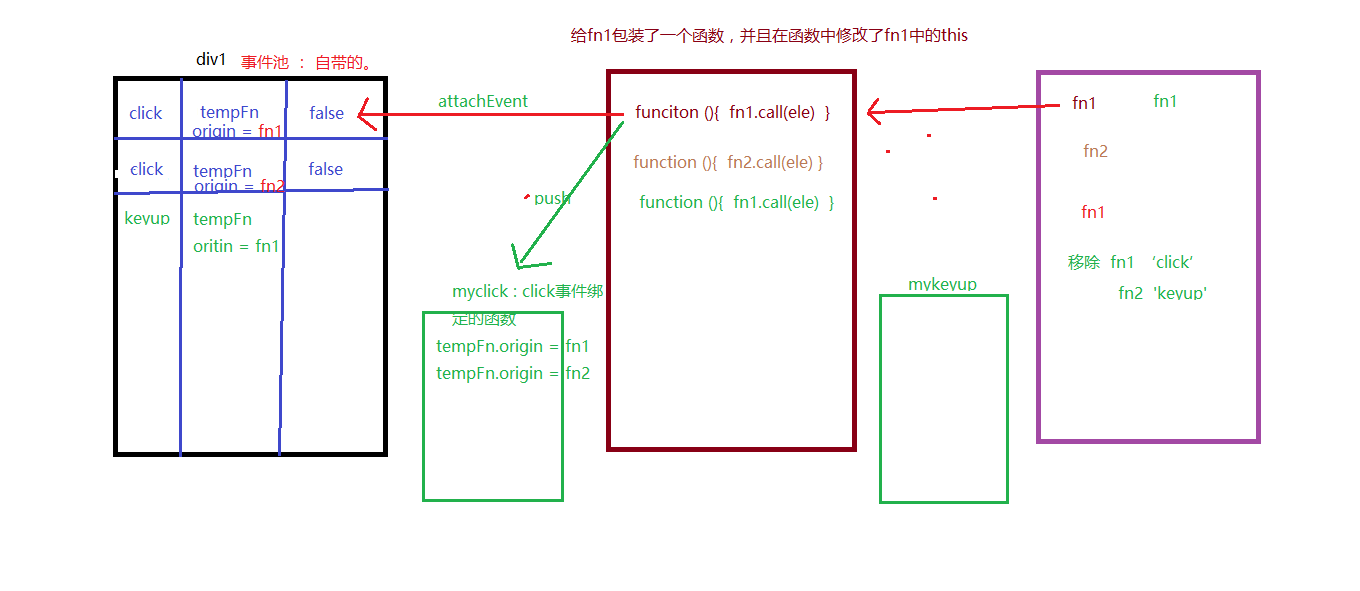 给fn1包装了一个函数，并且在函数中修改了fn1中的this
div1 事件池 ： 自带的。
click tempFn false
origin = fn1
click tempFn false
origin = fn2
keyup tempFn
oritin = fn1
attachEvent
push
myclick : click事件绑
定的函数
tempFn.origin = fn1
tempFn.origin = fn2
funciton (){ fn1.call(ele) }
function (){ fn2.call(ele) }
function (){ fn1.call(ele) }
mykeyup
fn1 fn1
fn2
fn1
移除 fn1 ‘click’
fn2 'keyup'